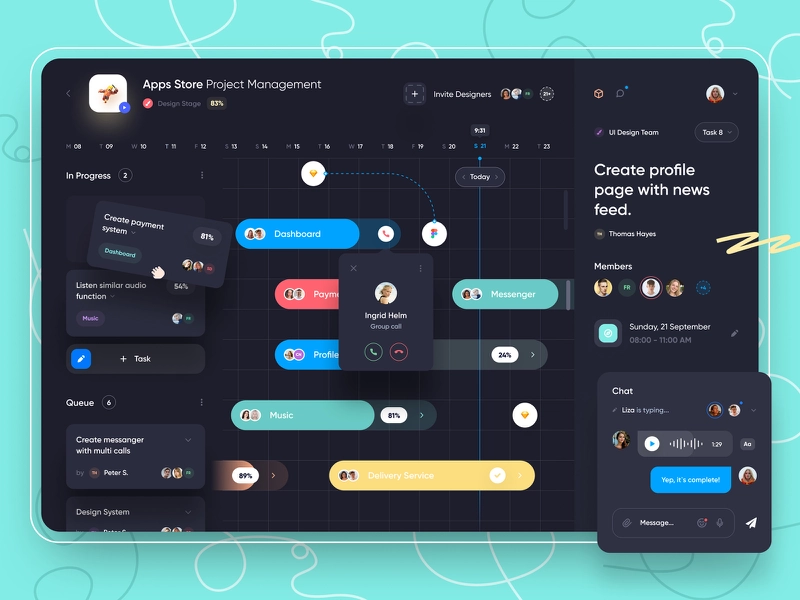 Apps Store Project Management
Design Stage 83%
Invite Designers
FR
21+
M 08 T 09 W 10 T 11 F 12 S 13 S 14 M 15 T 16 W 17 T 18 F 19 S 20 S 21 M 22 T 23
9:31
Today
In Progress 2
Create payment
system
81%
Dashboard
Listen similar audio
function
54%
Music
FR
+ Task
Queue 6
Create messanger
with multi calls
by TH Peter S.
FR
Design System
Dashboard
Paym
Messenger
Profile
24%
Music
81%
89%
Delivery Service
Ingrid Helm
Group call
UI Design Team
Task 8
Create profile
page with news
feed.
TH Thomas Hayes
Members
FR
+4
Sunday, 21 September
08:00 - 11:00 AM
Chat
Liza is typing...
1:29
Aa
Yep, it`s complete!
Message...